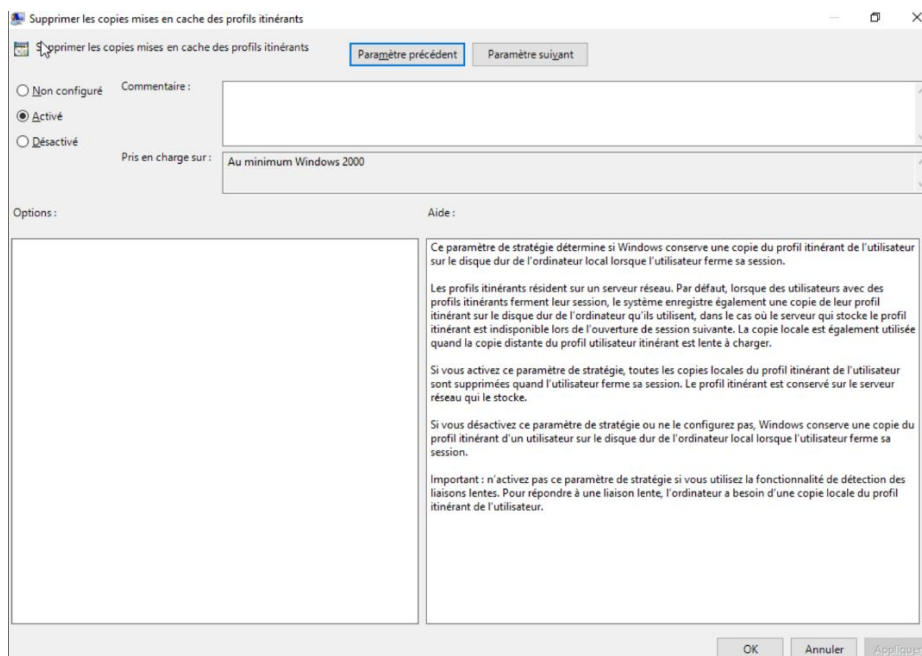 Supprimer les copies mises en cache des profils itinérants
Supprimer les copies mises en cache des profils itinérants
Paramètre précédent
Paramètre suivant
Non configuré
Commentaire :
Activé
Désactivé
Pris en charge sur :
Au minimum Windows 2000
Options :
Aide :
Ce paramètre de stratégie détermine si Windows conserve une copie du profil itinérant de l'utilisateur
sur le disque dur de l'ordinateur local lorsque l'utilisateur ferme sa session.
Les profils itinérants résident sur un serveur réseau. Par défaut, lorsque des utilisateurs avec des
profils itinérants ferment leur session, le système enregistre également une copie de leur profil
itinérant sur le disque dur de l'ordinateur qu'ils utilisent, dans le cas où le serveur qui stocke le profil
itinérant est indisponible lors de l'ouverture de session suivante. La copie locale est également utilisée
quand la copie distante du profil utilisateur itinérant est lente à charger.
Si vous activez ce paramètre de stratégie, toutes les copies locales du profil itinérant de l'utilisateur
sont supprimées quand l'utilisateur ferme sa session. Le profil itinérant est conservé sur le serveur
réseau qui le stocke.
Si vous désactivez ce paramètre de stratégie ou ne le configurez pas, Windows conserve une copie du
profil itinérant d'un utilisateur sur le disque dur de l'ordinateur local lorsque l'utilisateur ferme sa
session.
Important : n'activez pas ce paramètre de stratégie si vous utilisez la fonctionnalité de détection des
liaisons lentes. Pour répondre à une liaison lente, l'ordinateur a besoin d'une copie locale du profil
itinérant de l'utilisateur.
OK
Annuler
Appliquer